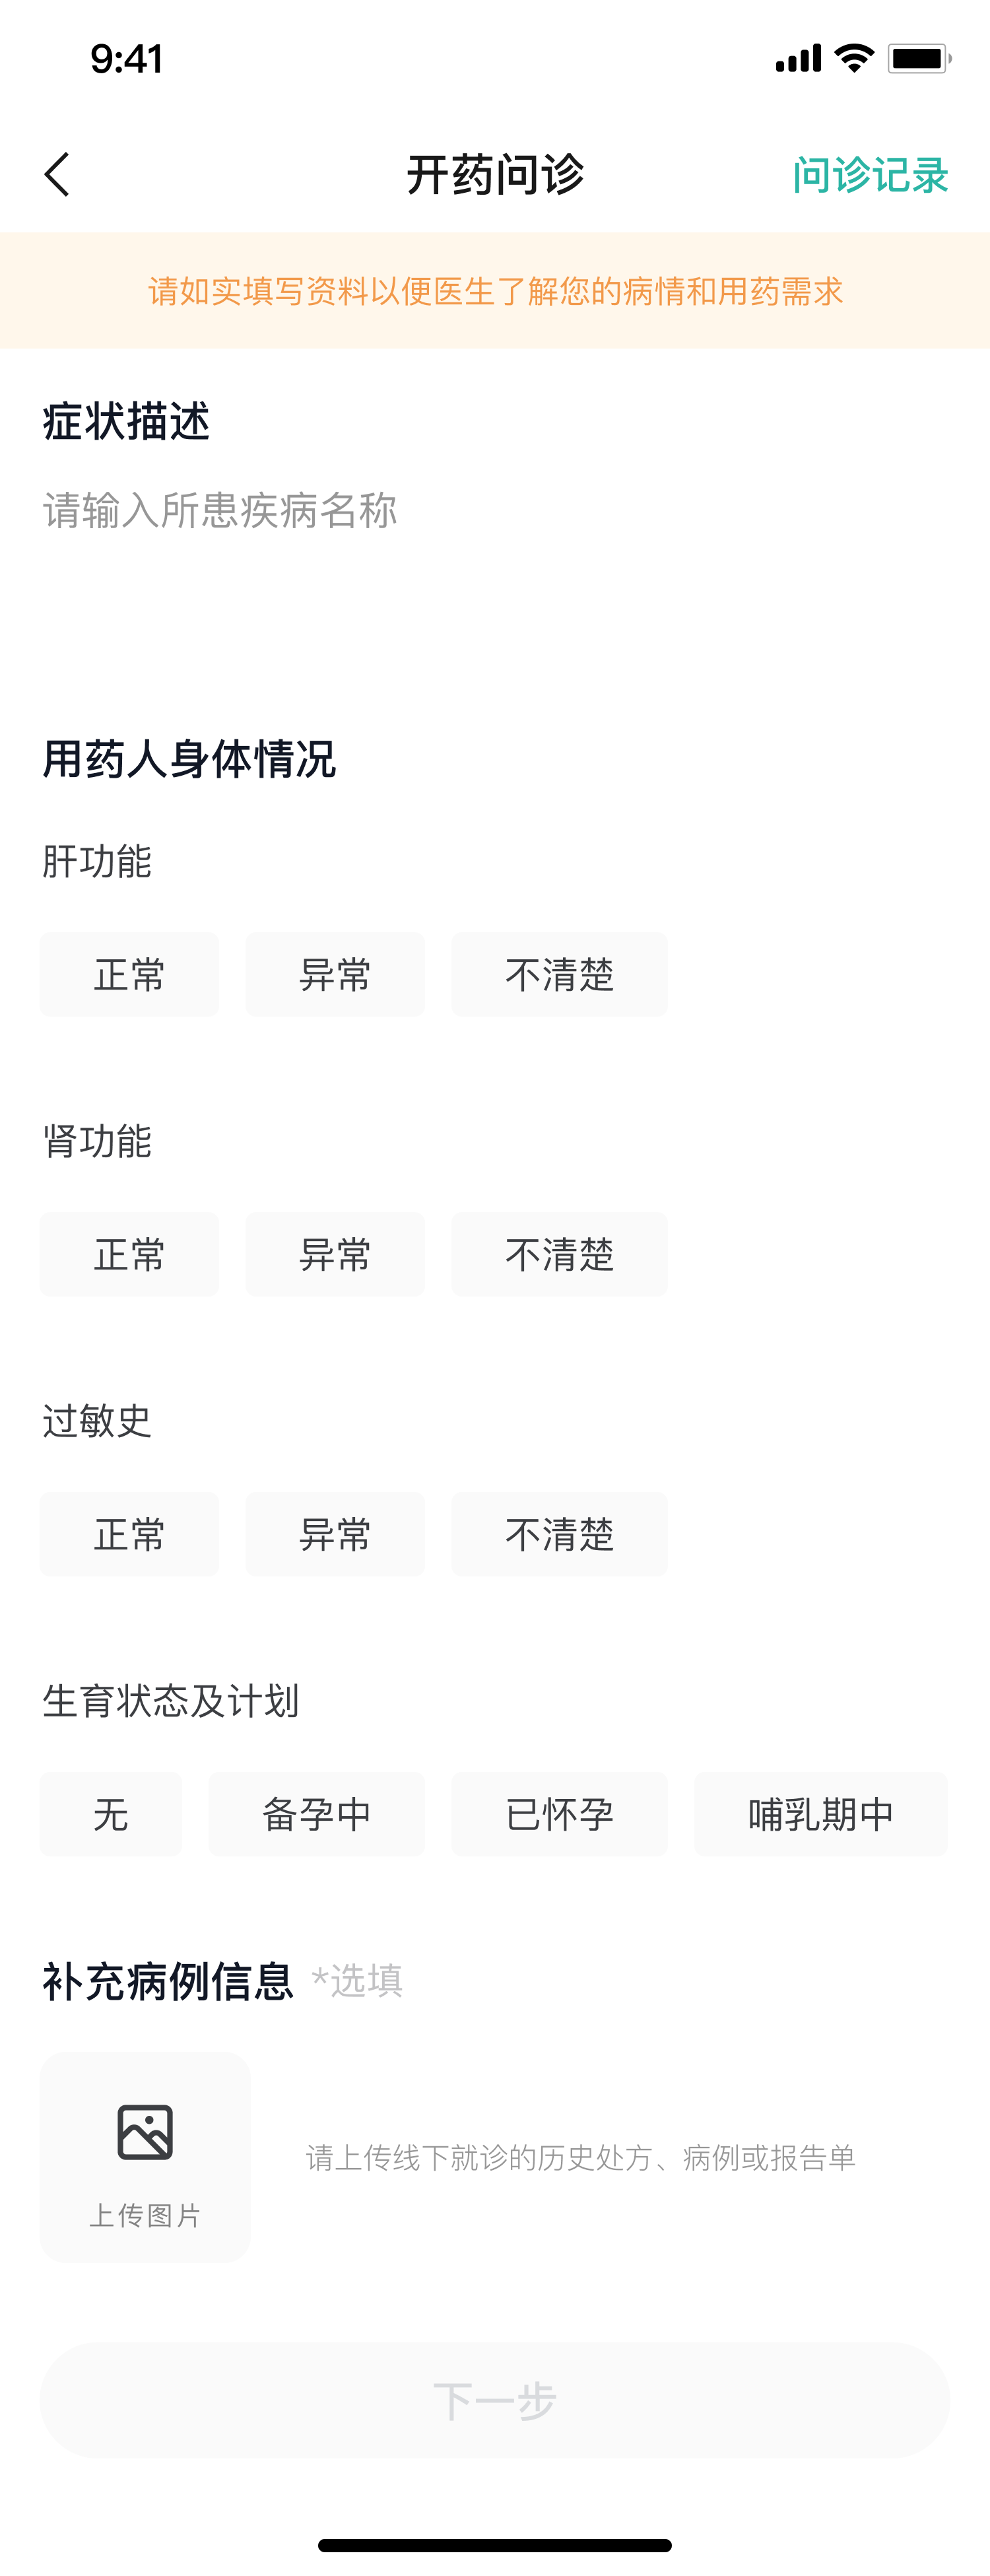 9:41
开药问诊 问诊记录
请如实填写资料以便医生了解您的病情和用药需求
症状描述
请输入所患疾病名称
用药人身体情况
肝功能
正常 异常 不清楚
肾功能
正常 异常 不清楚
过敏史
正常 异常 不清楚
生育状态及计划
无 备孕中 已怀孕 哺乳期中
补充病例信息 *选填
请上传线下就诊的历史处方、病例或报告单
上传图片
下一步